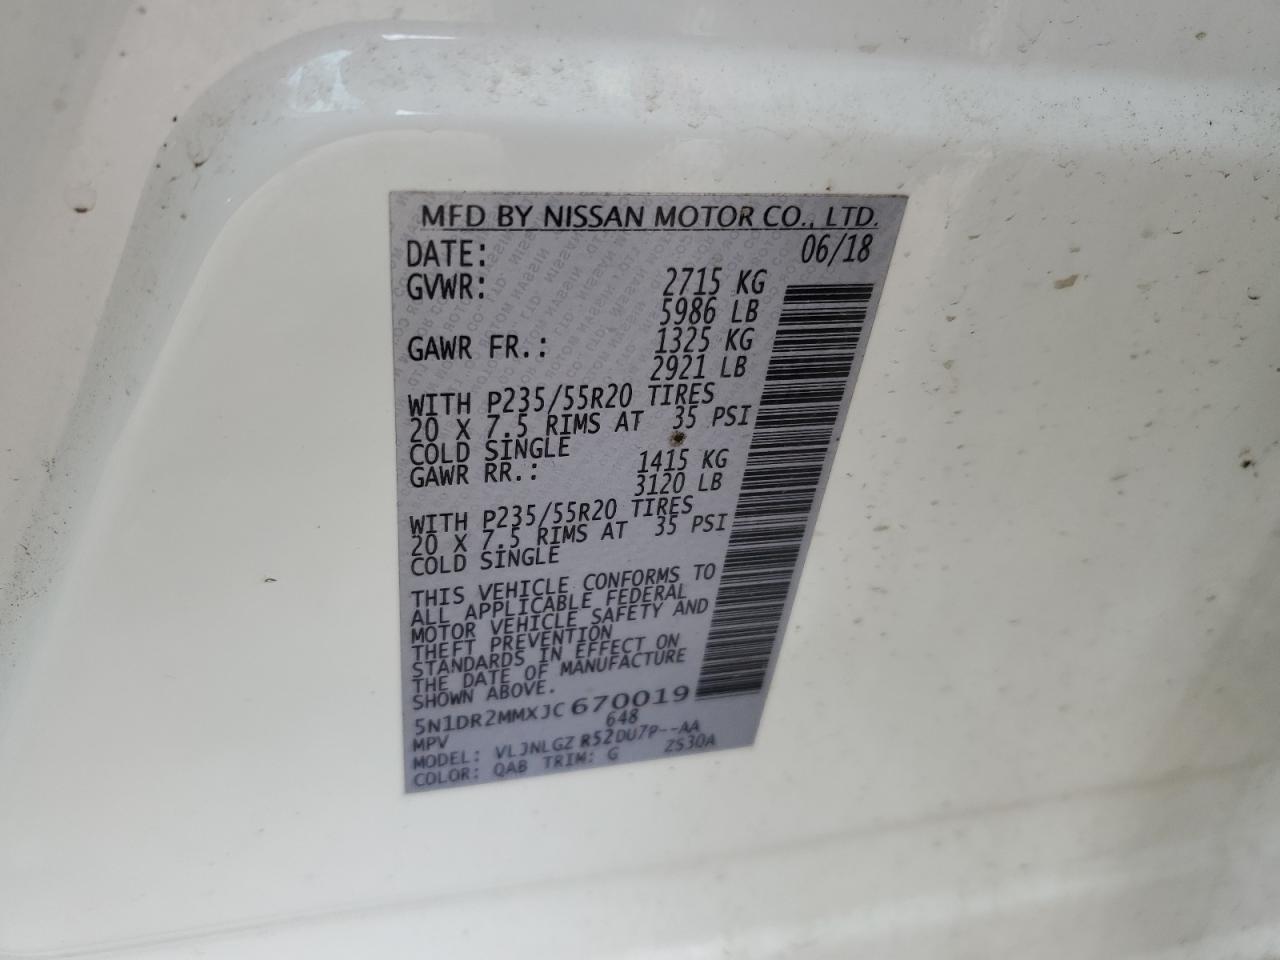 MFD BY NISSAN MOTOR CO., LTD.
DATE: 06/18
GVWR: 2715 KG
5986 LB
GAWR FR.: 1325 KG
2921 LB
WITH P235/55R20 TIRES
20 X 7.5 RIMS AT 35 PSI
COLD SINGLE
GAWR RR.: 1415 KG
3120 LB
WITH P235/55R20 TIRES
20 X 7.5 RIMS AT 35 PSI
COLD SINGLE
THIS VEHICLE CONFORMS TO
ALL APPLICABLE FEDERAL
MOTOR VEHICLE SAFETY AND
THEFT PREVENTION
STANDARDS IN EFFECT ON
THE DATE OF MANUFACTURE
SHOWN ABOVE.
5N1DR2MMXJC670019
MPV 648
MODEL: VLJNLGZ R52DU7P--AA
COLOR: QAB TRIM: G ZS30A